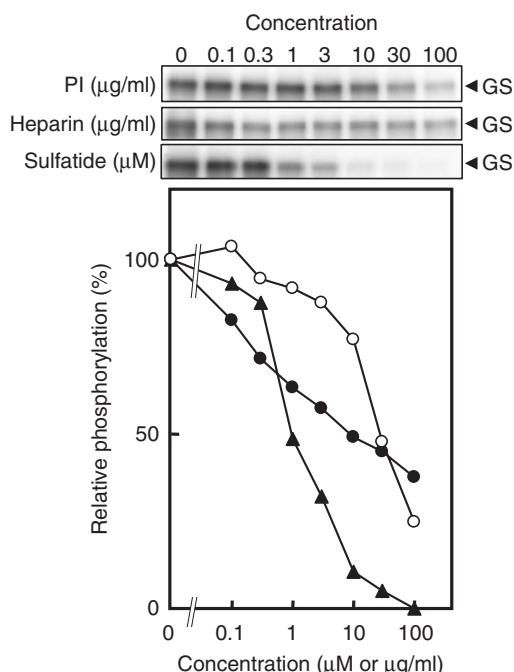 Concentration
0 0.1 0.3 1 3 10 30 100
PI (µg/ml) GS
Heparin (µg/ml) GS
Sulfatide (µM) GS
100
50
0
Relative phosphorylation (%)
0 0.1 1 10 100
Concentration (µM or µg/ml)